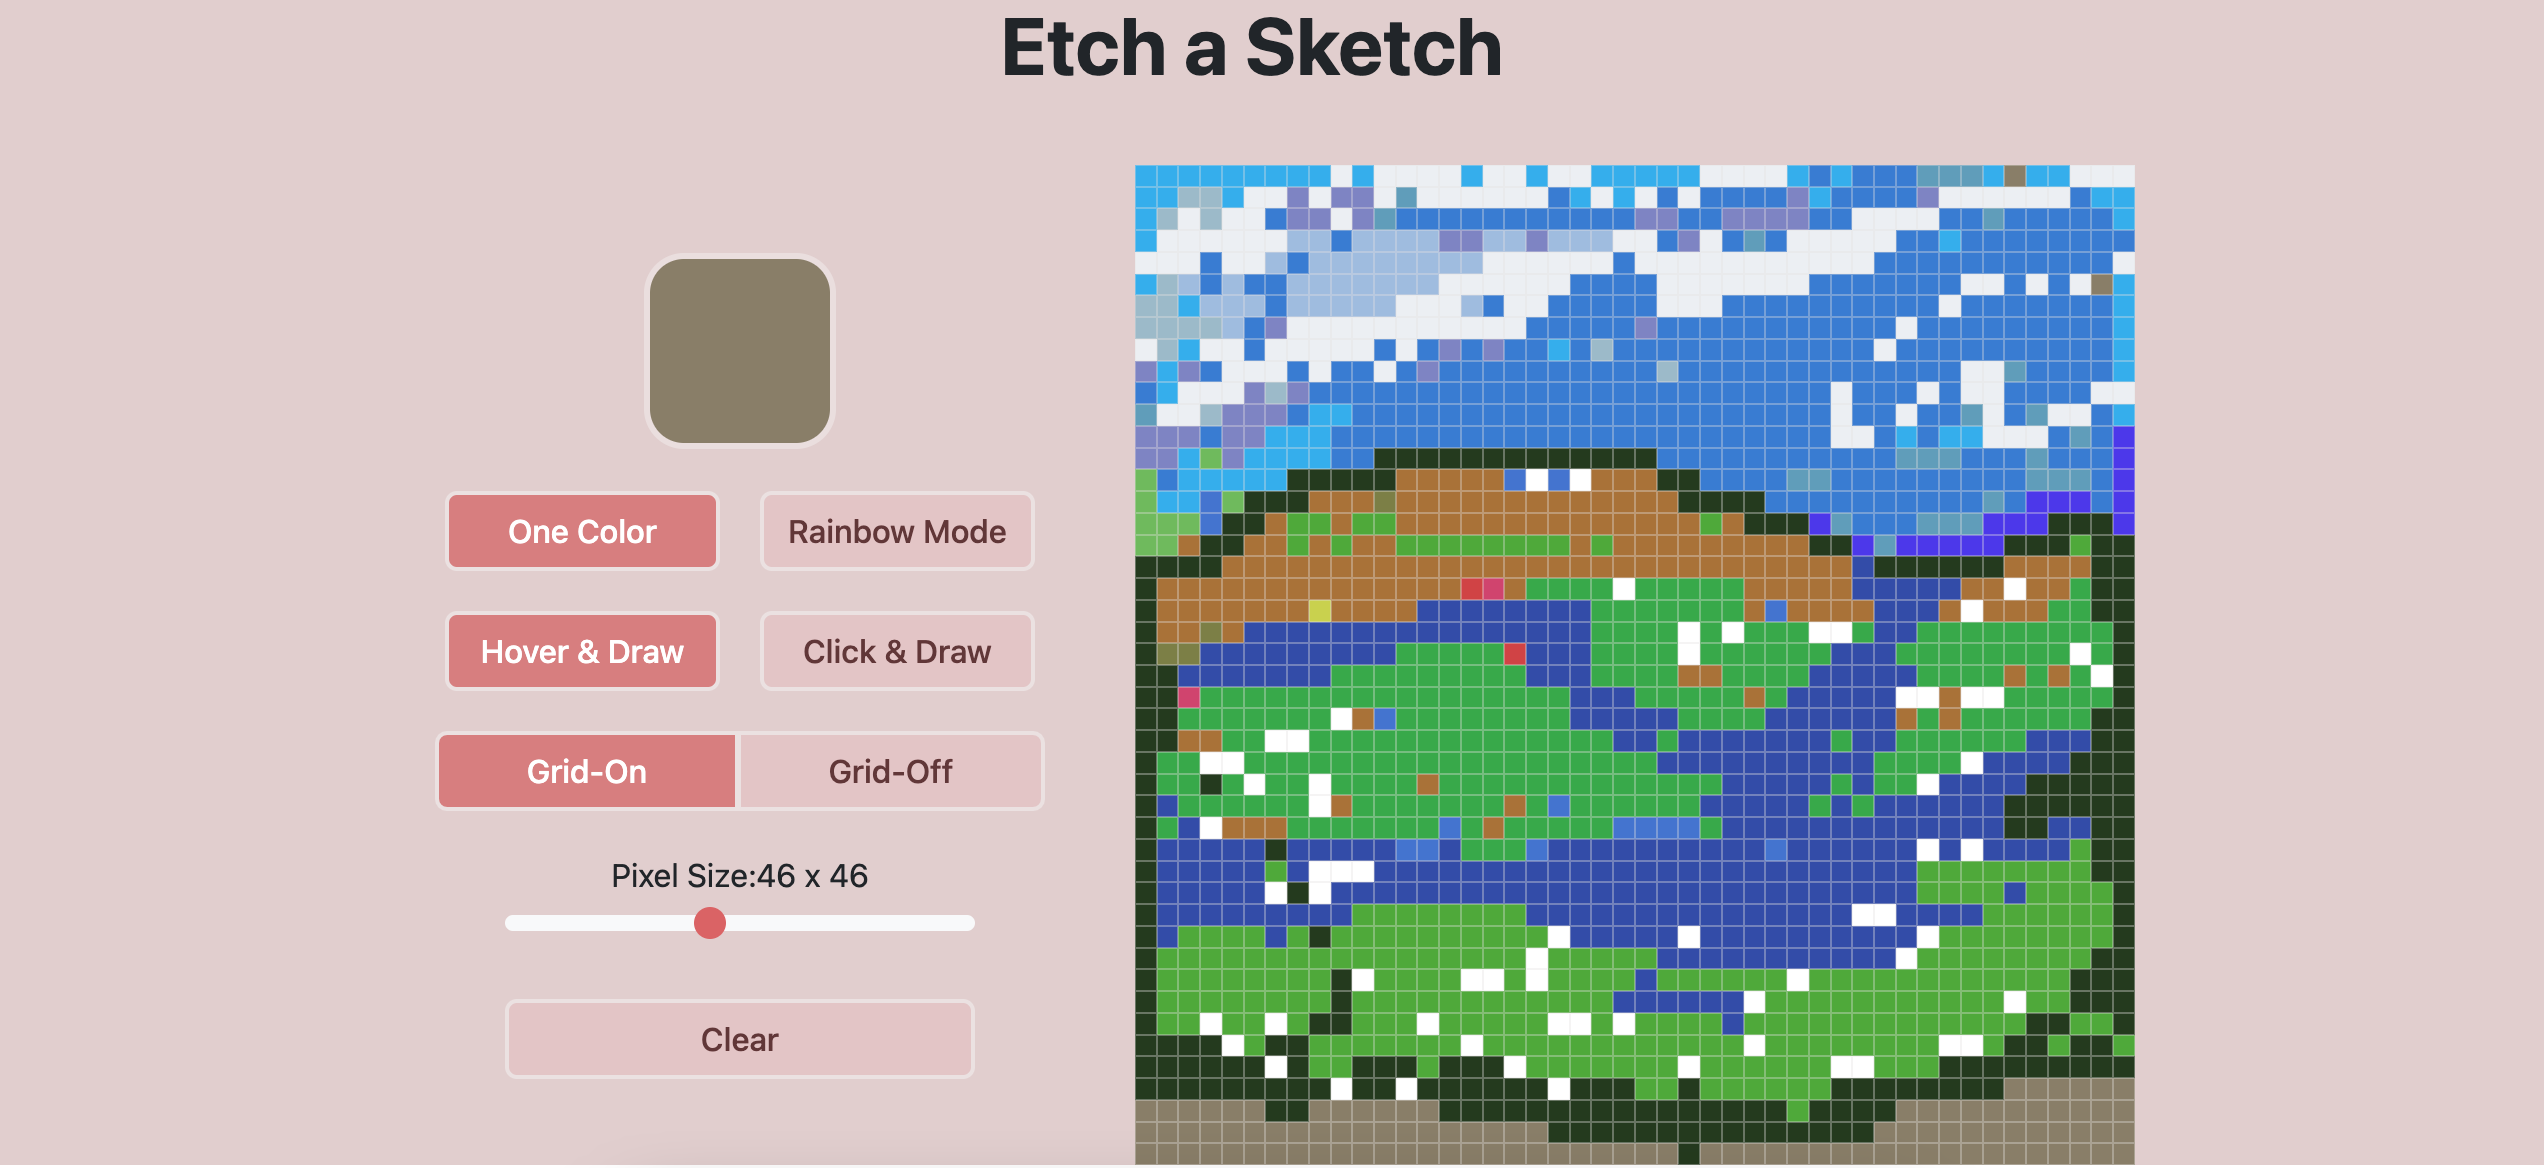 Etch a Sketch
One Color
Rainbow Mode
Hover & Draw
Click & Draw
Grid-On
Grid-Off
Pixel Size:46 x 46
Clear